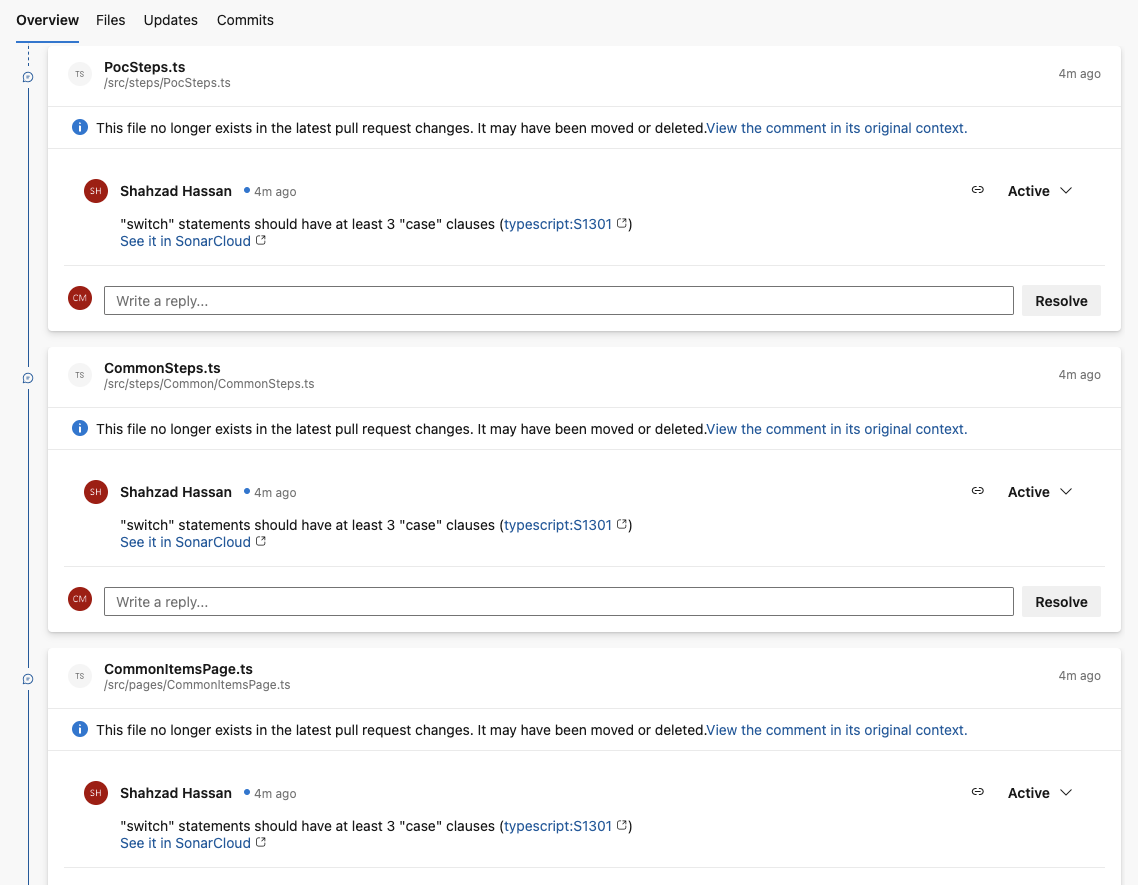 Overview Files Updates Commits
TS
PocSteps.ts
/src/steps/PocSteps.ts
4m ago
This file no longer exists in the latest pull request changes. It may have been moved or deleted.View the comment in its original context.
SH Shahzad Hassan 4m ago Active
"switch" statements should have at least 3 "case" clauses (typescript:S1301)
See it in SonarCloud
CM Write a reply... Resolve
TS
CommonSteps.ts
/src/steps/Common/CommonSteps.ts
4m ago
This file no longer exists in the latest pull request changes. It may have been moved or deleted.View the comment in its original context.
SH Shahzad Hassan 4m ago Active
"switch" statements should have at least 3 "case" clauses (typescript:S1301)
See it in SonarCloud
CM Write a reply... Resolve
TS
CommonItemsPage.ts
/src/pages/CommonItemsPage.ts
4m ago
This file no longer exists in the latest pull request changes. It may have been moved or deleted.View the comment in its original context.
SH Shahzad Hassan 4m ago Active
"switch" statements should have at least 3 "case" clauses (typescript:S1301)
See it in SonarCloud